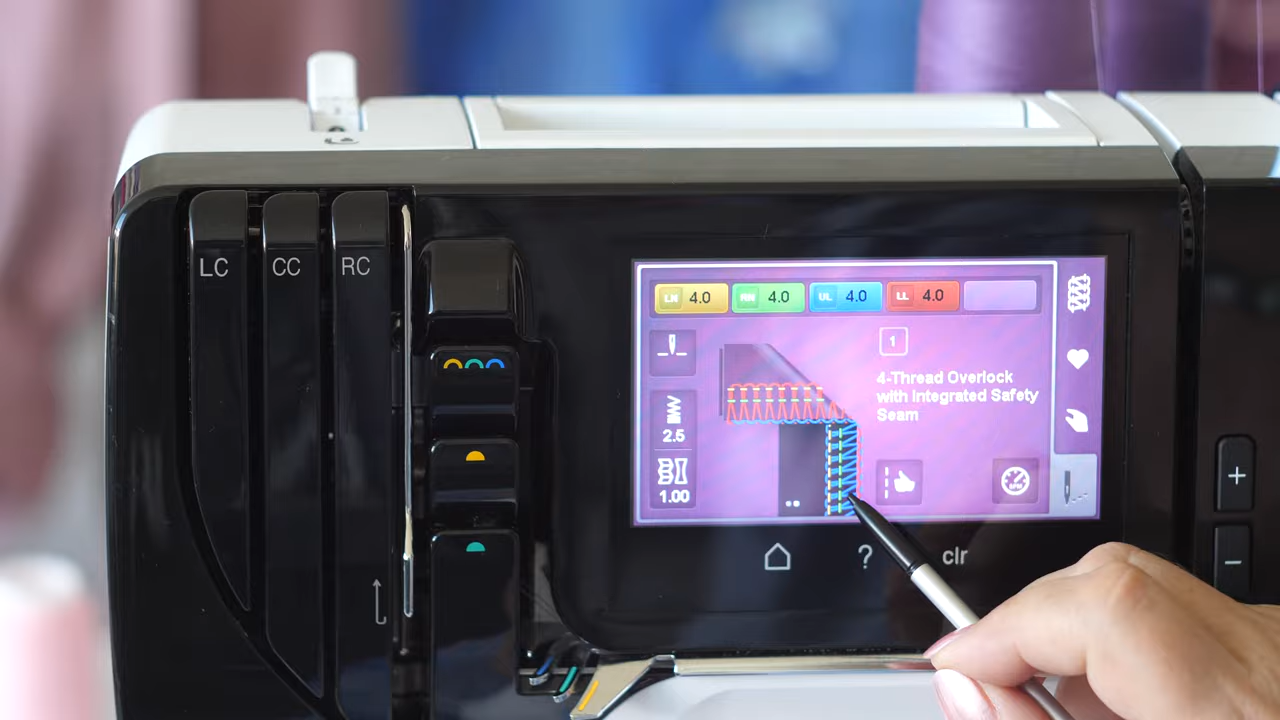 LC CC RC
LN 4.0 RN 4.0 UL 4.0 LL 4.0
1
4-Thread Overlock
with Integrated Safety
Seam
2.5
1.00
? clr
+
−